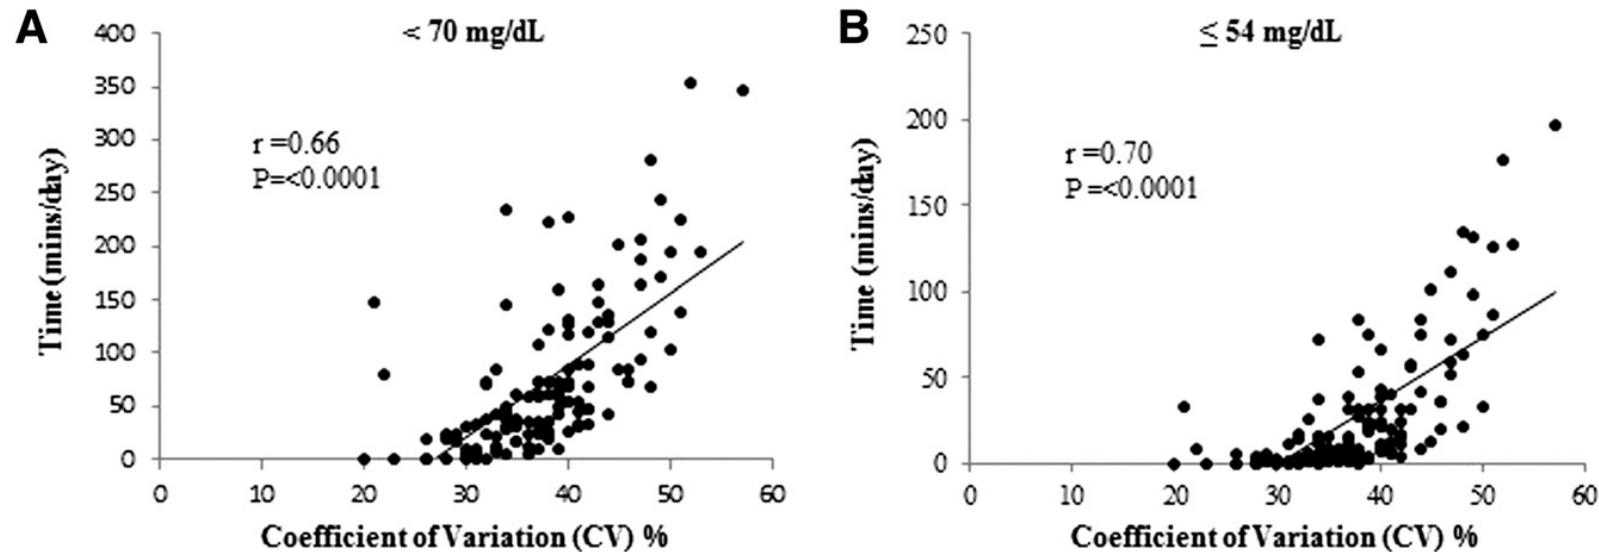 A
< 70 mg/dL
400
350
300
250
200
150
100
50
0
Time (mins/day)
r =0.66
P=<0.0001
0 10 20 30 40 50 60
Coefficient of Variation (CV) %
B
≤ 54 mg/dL
250
200
150
100
50
0
Time (mins/day)
r =0.70
P =<0.0001
0 10 20 30 40 50 60
Coefficient of Variation (CV) %